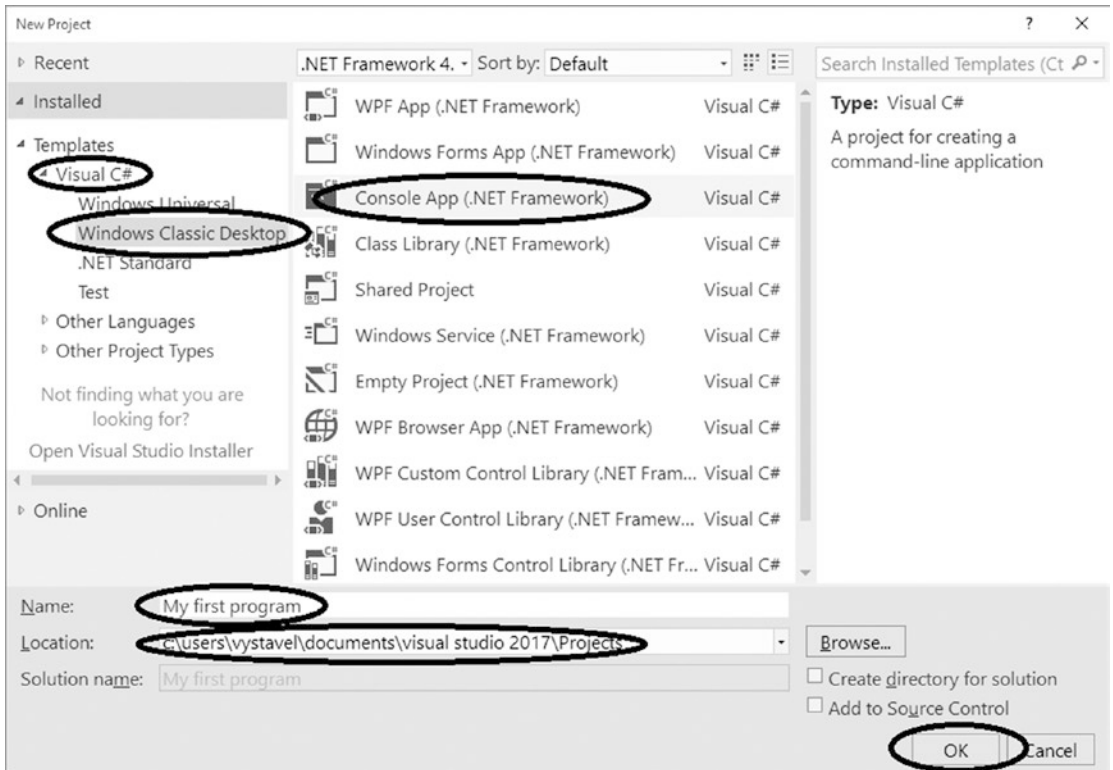 New Project
?
Recent
Installed
Templates
Visual C#
Windows Universal
Windows Classic Desktop
.NET Standard
Test
Other Languages
Other Project Types
Not finding what you are
looking for?
Open Visual Studio Installer
Online
.NET Framework 4.
Sort by: Default
WPF App (.NET Framework) Visual C#
Windows Forms App (.NET Framework) Visual C#
Console App (.NET Framework) Visual C#
Class Library (.NET Framework) Visual C#
Shared Project Visual C#
Windows Service (.NET Framework) Visual C#
Empty Project (.NET Framework) Visual C#
WPF Browser App (.NET Framework) Visual C#
WPF Custom Control Library (.NET Fram... Visual C#
WPF User Control Library (.NET Framew... Visual C#
Windows Forms Control Library (.NET Fr... Visual C#
Search Installed Templates (Ct
Type: Visual C#
A project for creating a
command-line application
Name: My first program
Location: c:\users\vystavel\documents\visual studio 2017\Projects
Browse...
Solution name: My first program
Create directory for solution
Add to Source Control
OK
Cancel